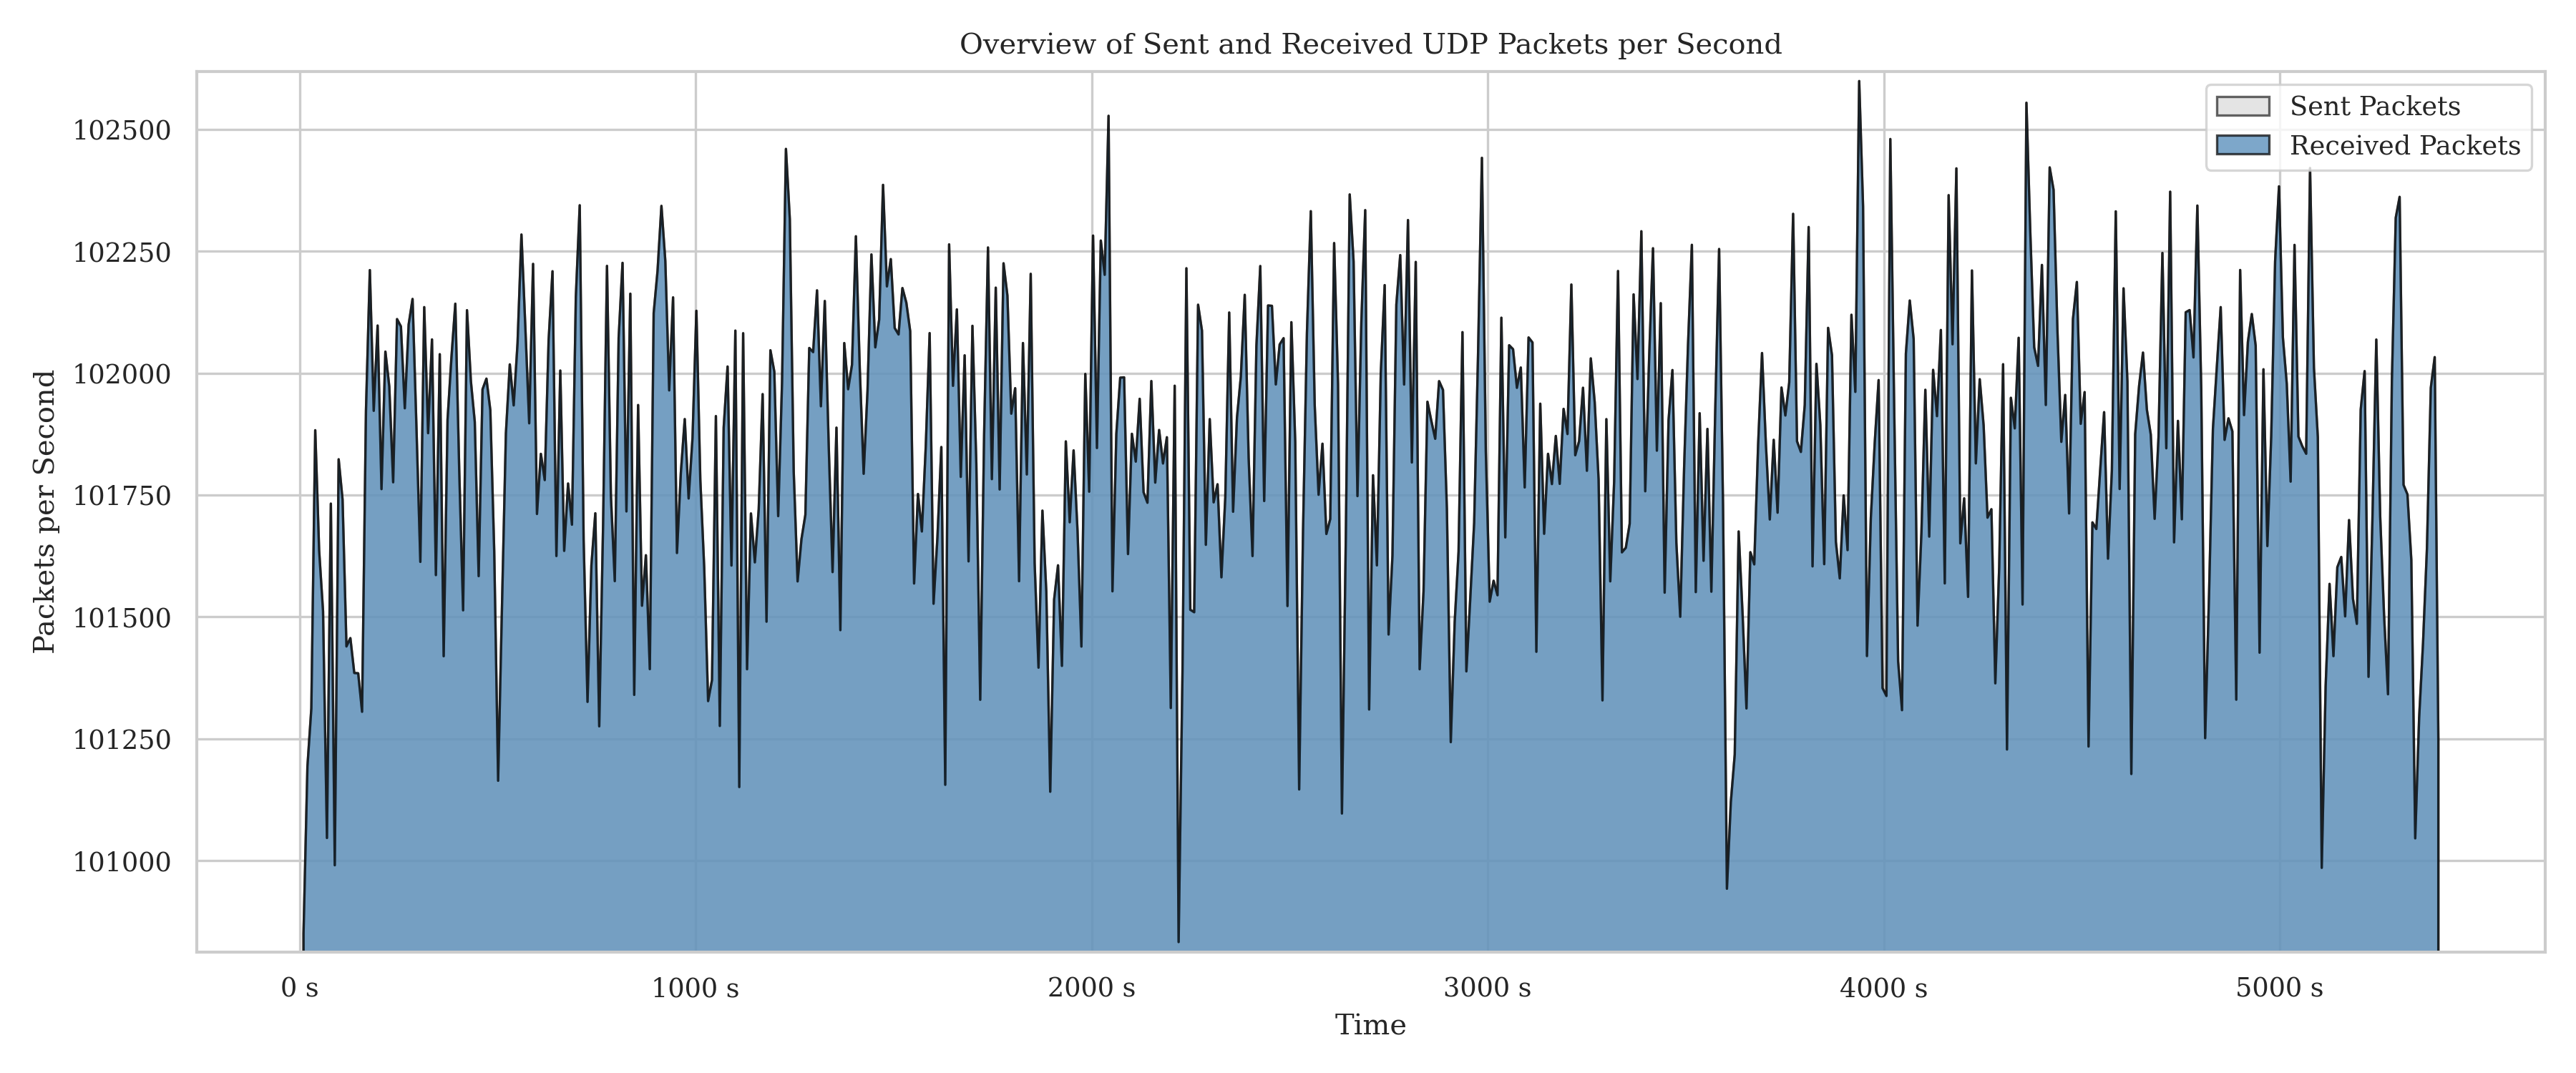 Overview of Sent and Received UDP Packets per Second
Sent Packets
Received Packets
Packets per Second
102500
102250
102000
101750
101500
101250
101000
0 s
1000 s
2000 s
3000 s
4000 s
5000 s
Time